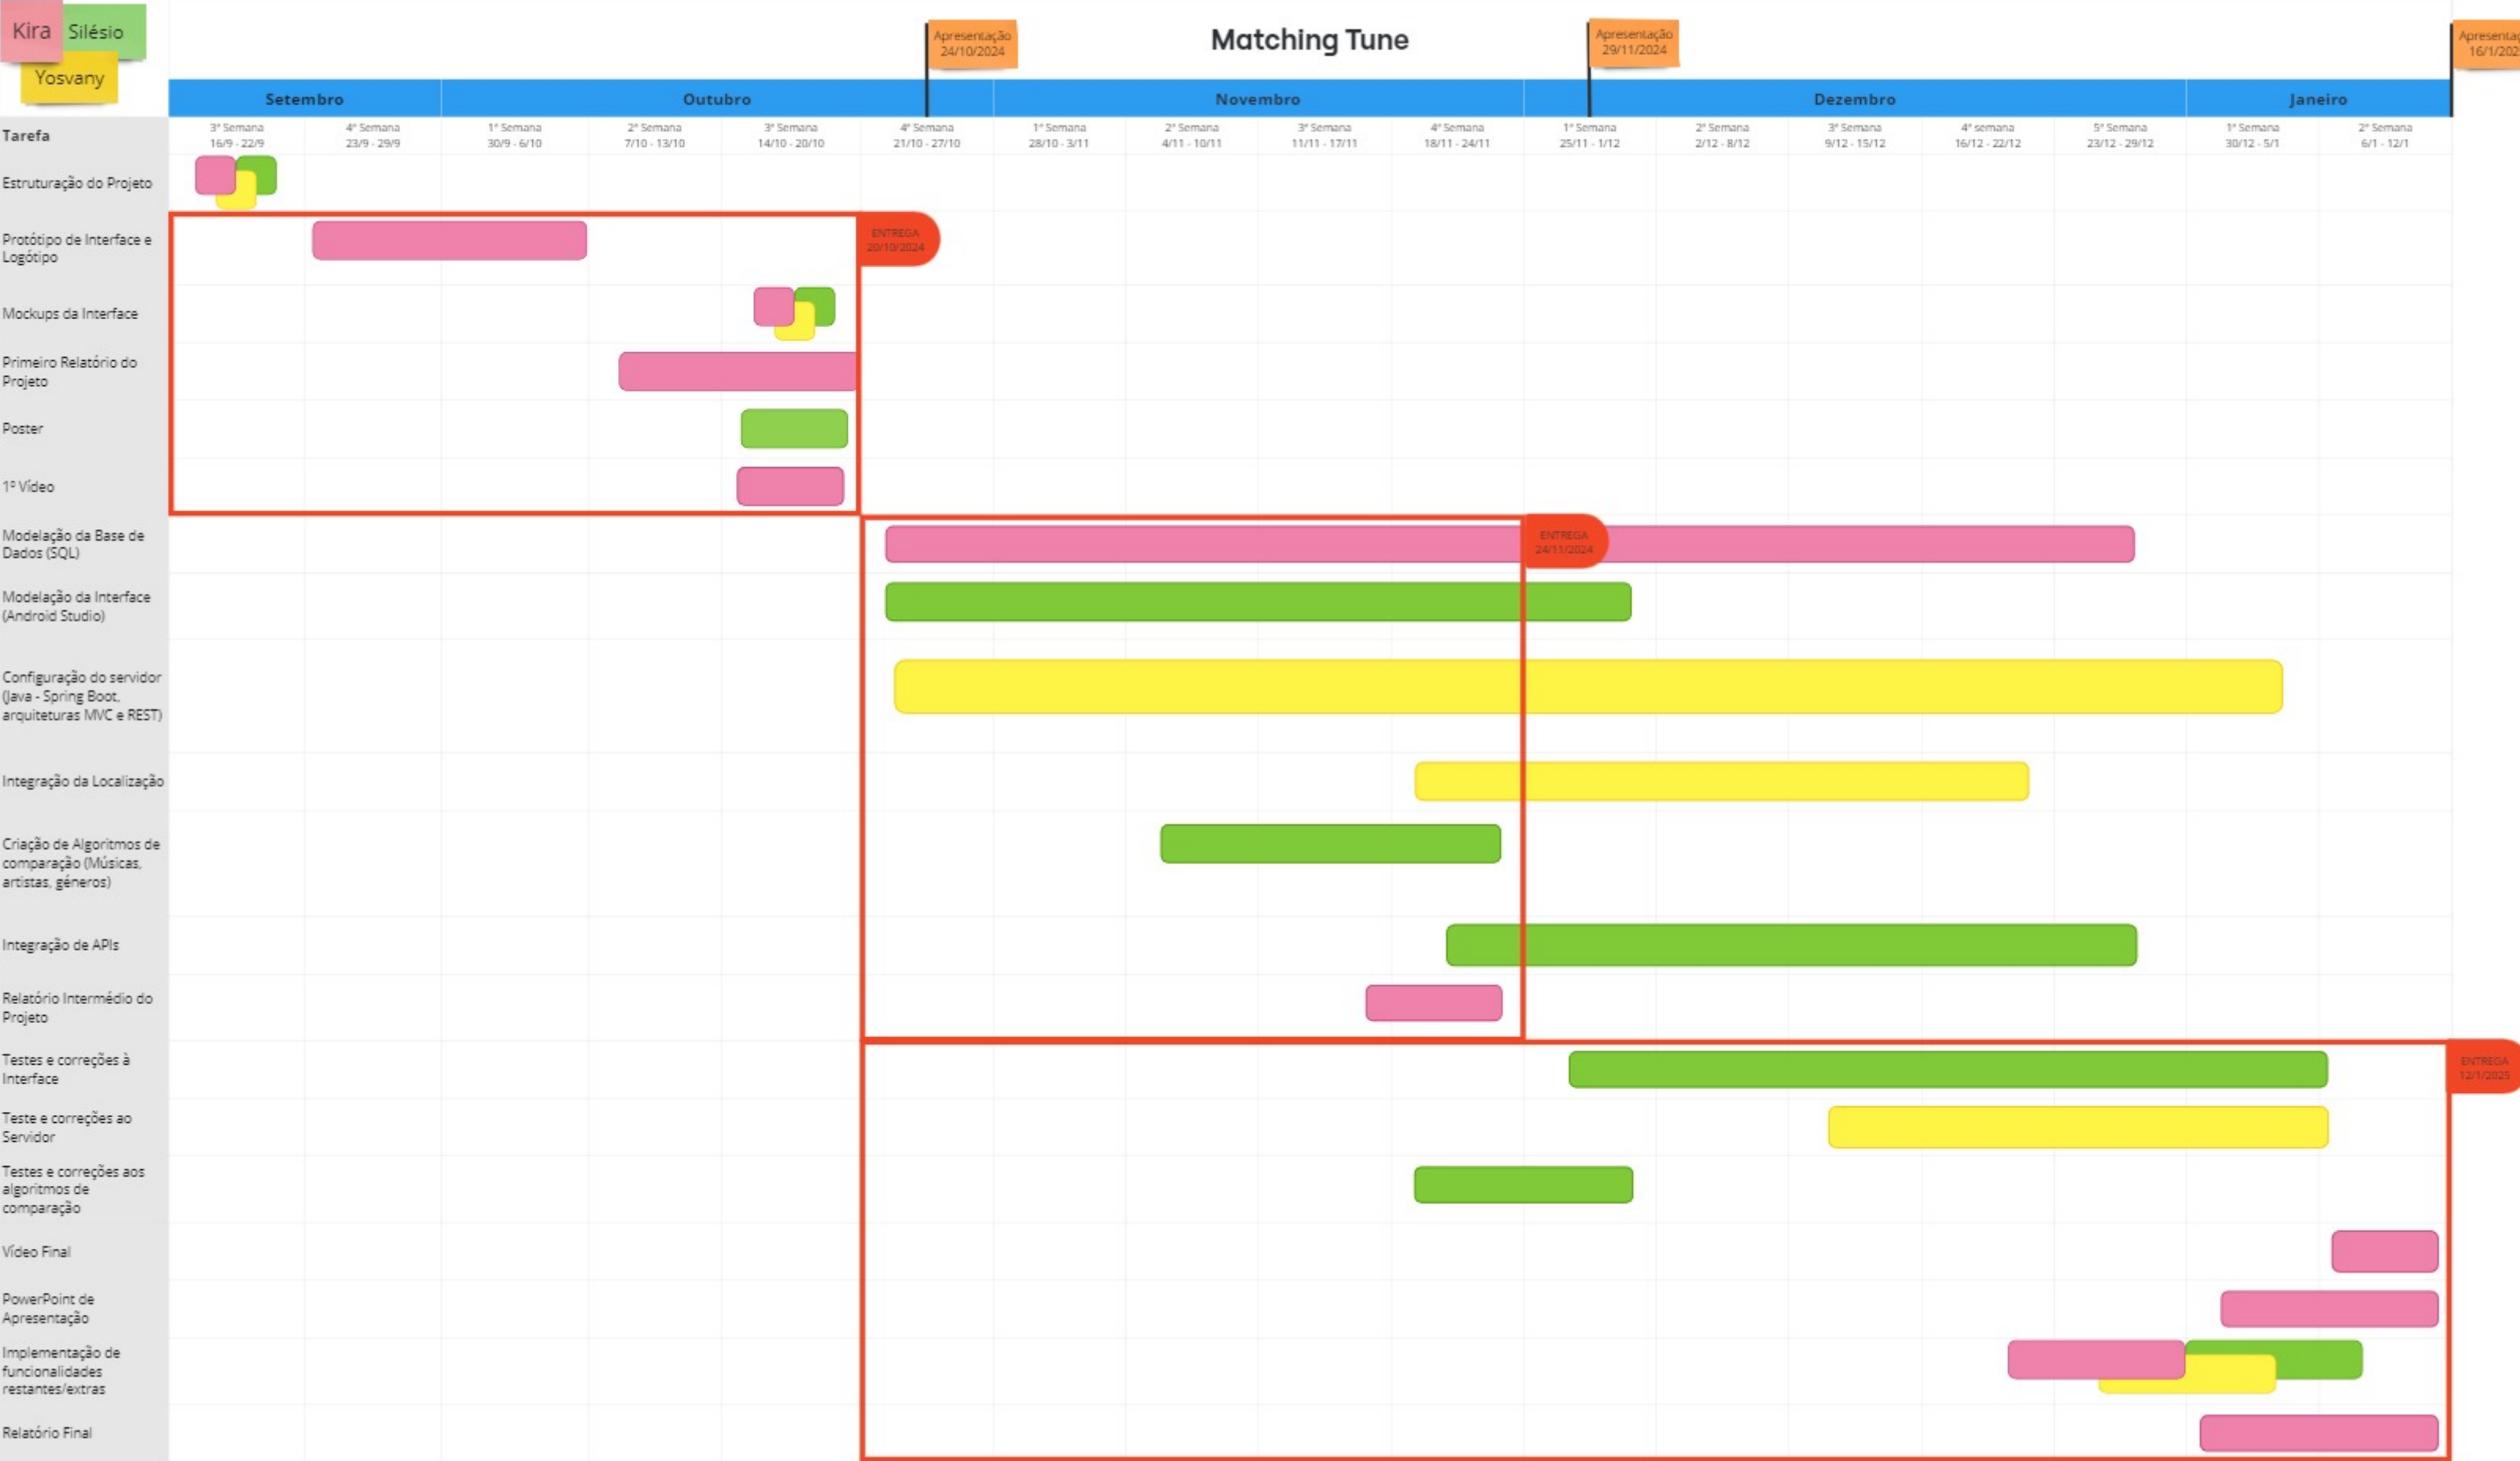 Kira
Silésio
Yosvany
Apresentação
24/10/2024
Matching Tune
Apresentação
29/11/2024
16/1/202
Setembro
Outubro
Novembro
Dezembro
Janeiro
Tarefa
3ª Semana
16/9 - 22/9
4ª Semana
23/9 - 29/9
1ª Semana
30/9 - 6/10
2ª Semana
7/10 - 13/10
3ª Semana
14/10 - 20/10
4ª Semana
21/10 - 27/10
1ª Semana
28/10 - 3/11
2ª Semana
4/11 - 10/11
3ª Semana
11/11 - 17/11
4ª Semana
18/11 - 24/11
1ª Semana
25/11 - 1/12
2ª Semana
2/12 - 8/12
3ª Semana
9/12 - 15/12
4ª semana
16/12 - 22/12
5ª Semana
23/12 - 29/12
1ª Semana
30/12 - 5/1
2ª Semana
6/1 - 12/1
Estruturação do Projeto
Protótipo de Interface e
Logótipo
ENTREGA
20/10/2024
Mockups da Interface
Primeiro Relatório do
Projeto
Poster
1º Vídeo
Modelação da Base de
Dados (SQL)
ENTREGA
24/11/2024
Modelação da Interface
(Android Studio)
Configuração do servidor
(Java - Spring Boot,
arquiteturas MVC e REST)
Integração da Localização
Criação de Algoritmos de
comparação (Músicas,
artistas, géneros)
Integração de APIs
Relatório Intermédio do
Projeto
Testes e correções à
Interface
ENTREGA
12/1/2025
Teste e correções ao
Servidor
Testes e correções aos
algoritmos de
comparação
Vídeo Final
PowerPoint de
Apresentação
Implementação de
funcionalidades
restantes/extras
Relatório Final